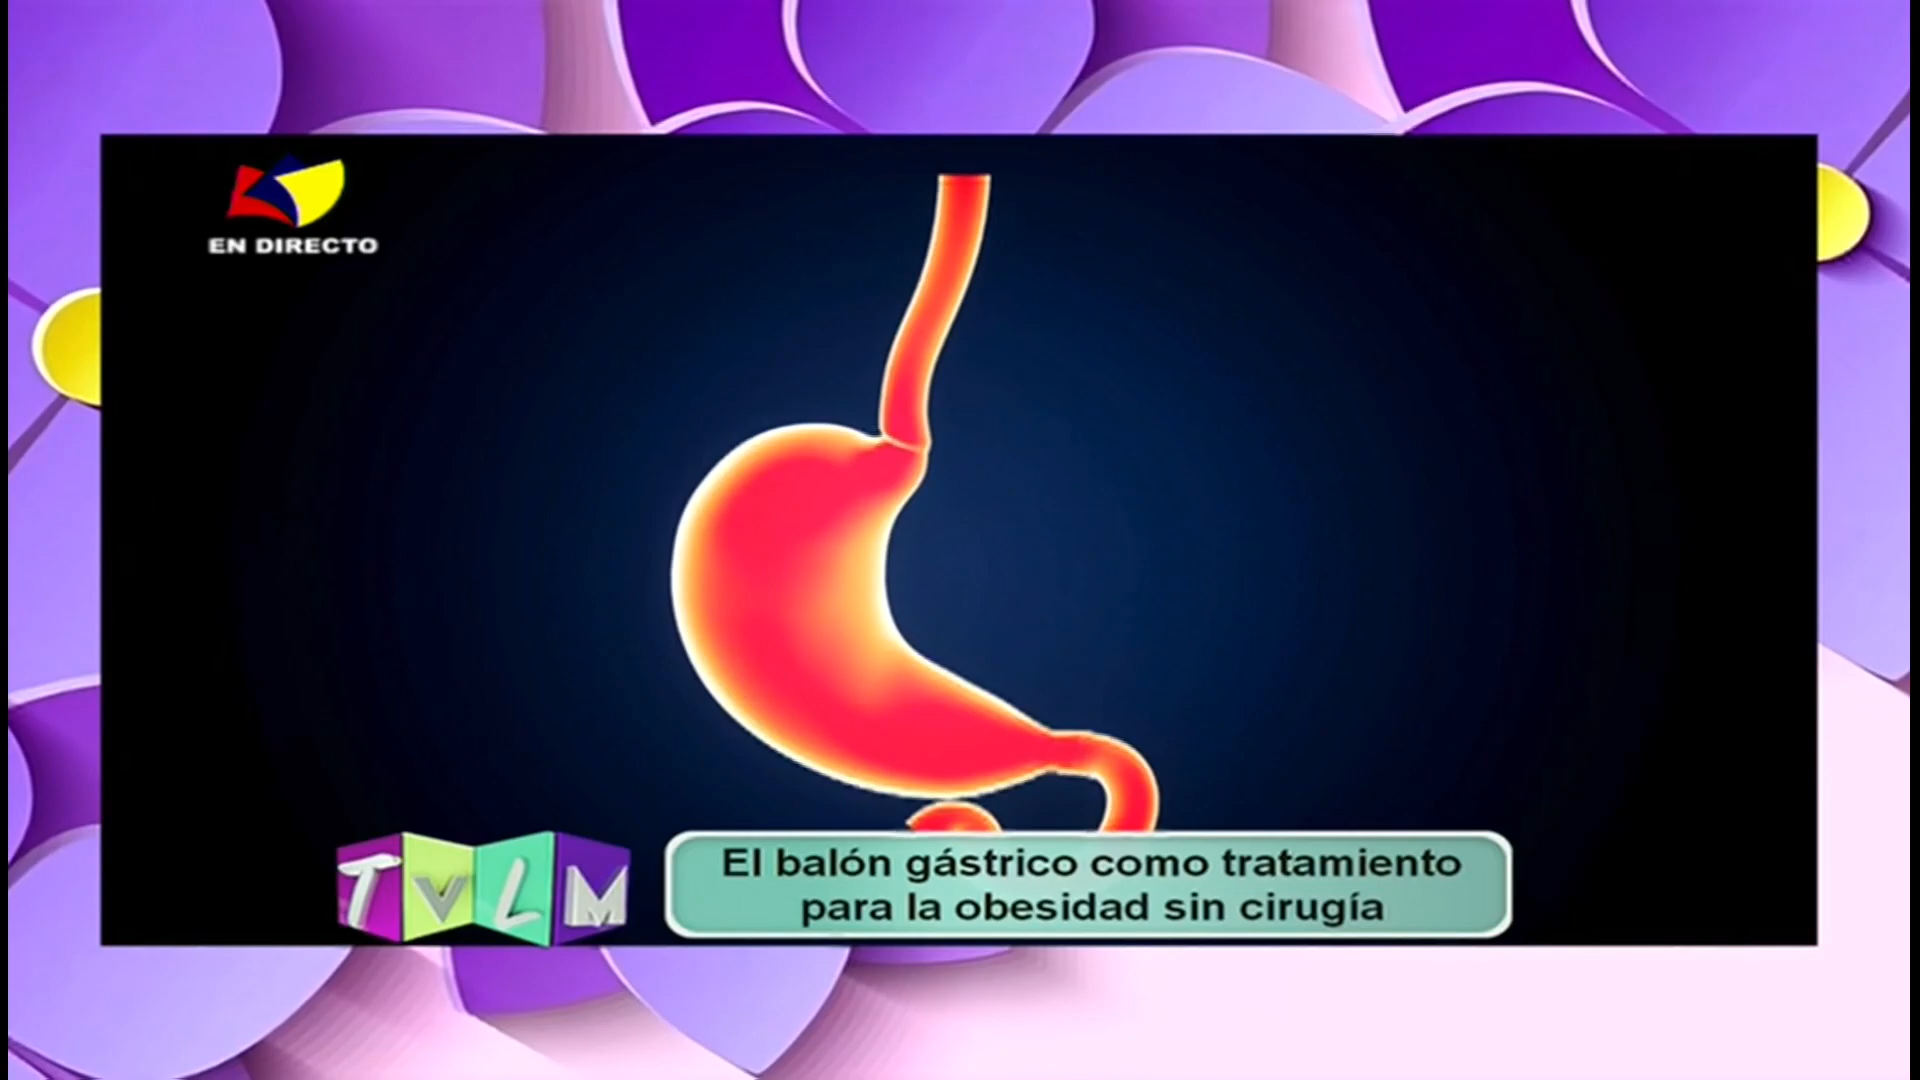 EN DIRECTO
TvLM
El balón gástrico como tratamiento
para la obesidad sin cirugía